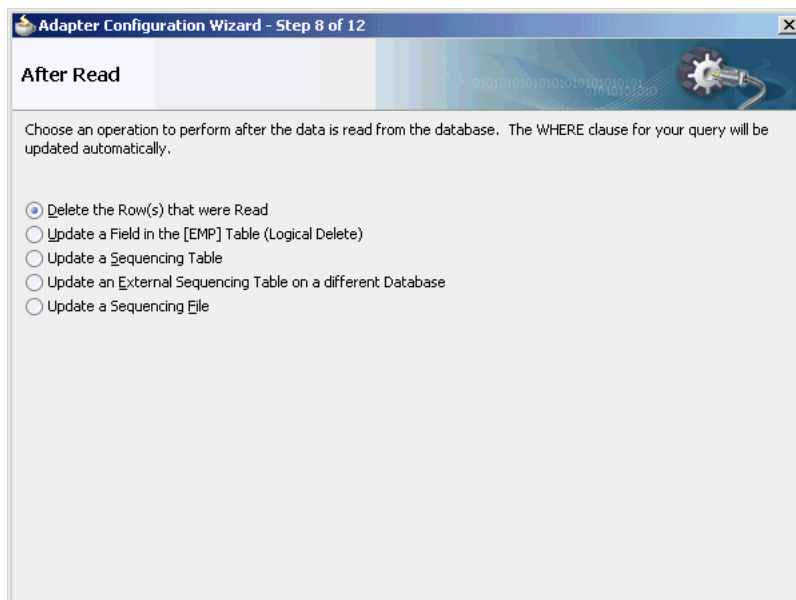 Adapter Configuration Wizard - Step 8 of 12
After Read
0101010101010101010101010101
01010101010
Choose an operation to perform after the data is read from the database. The WHERE clause for your query will be
updated automatically.
Delete the Row(s) that were Read
Update a Field in the [EMP] Table (Logical Delete)
Update a Sequencing Table
Update an External Sequencing Table on a different Database
Update a Sequencing File